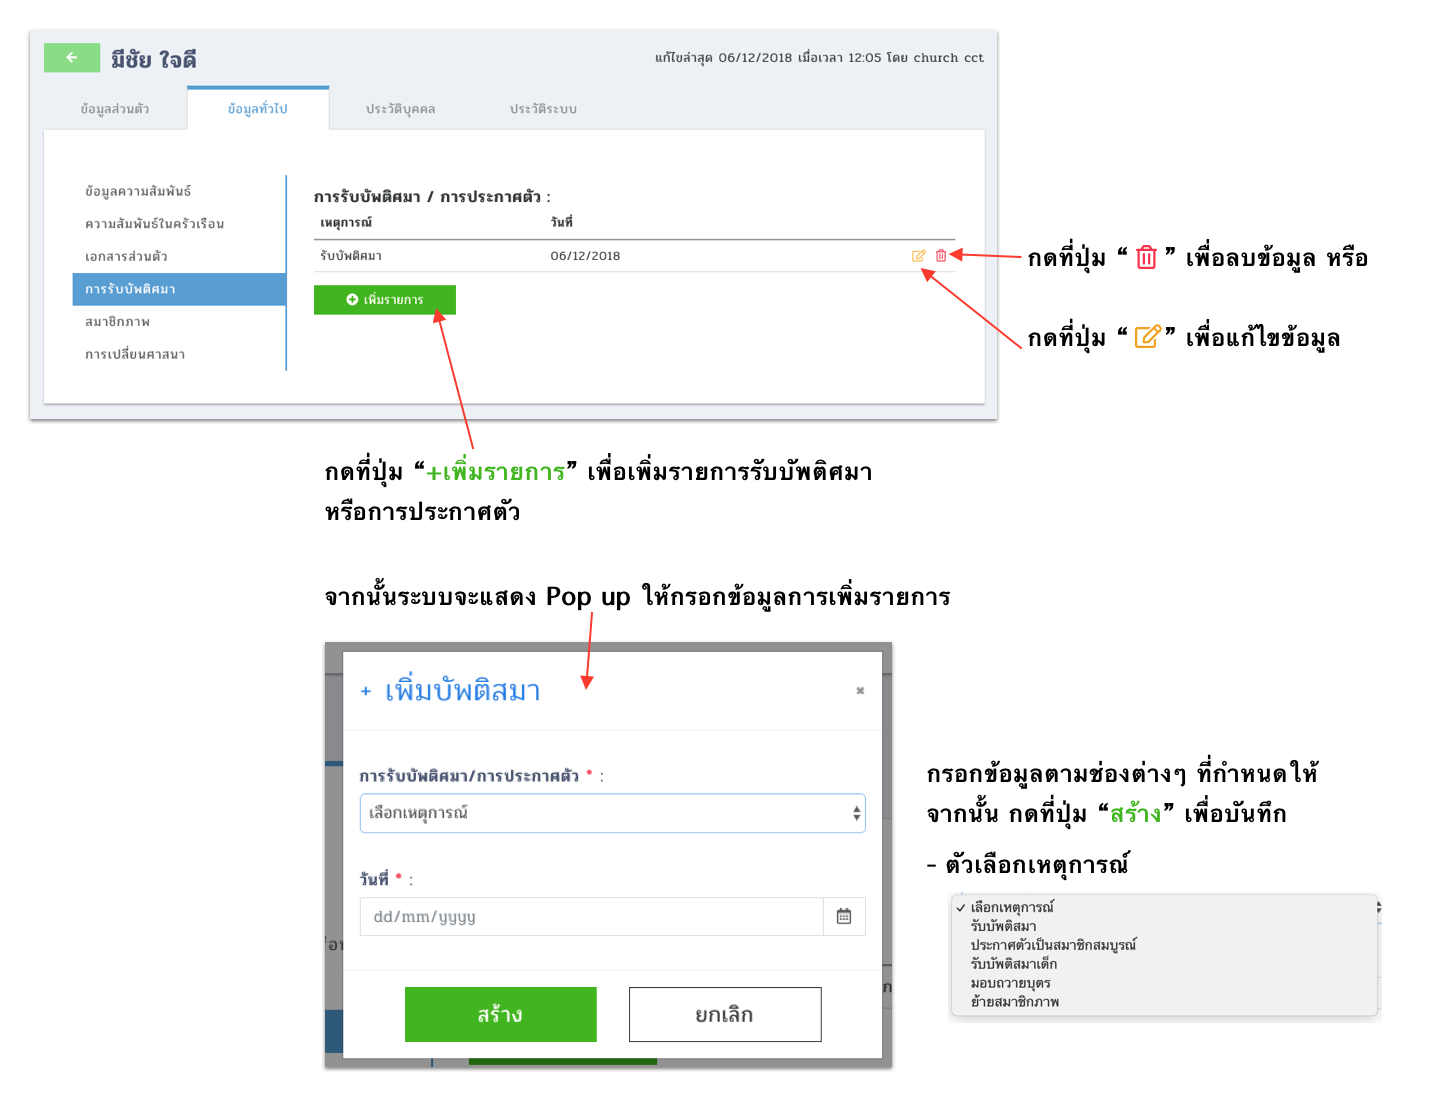 มีชัย ใจดี
แก้ไขล่าสุด 06/12/2018 เมื่อเวลา 12:05 โดย church cct
ข้อมูลส่วนตัว ข้อมูลทั่วไป ประวัติบุคคล ประวัติระบบ
ข้อมูลความสัมพันธ์
ความสัมพันธ์ในครัวเรือน
เอกสารส่วนตัว
การรับบัพติศมา
สมาชิกภาพ
การเปลี่ยนศาสนา
การรับบัพติศมา / การประกาศตัว :
เหตุการณ์ วันที่
รับบัพติศมา 06/12/2018
เพิ่มรายการ
กดที่ปุ่ม “ ” เพื่อลบข้อมูล หรือ
กดที่ปุ่ม “ ” เพื่อแก้ไขข้อมูล
กดที่ปุ่ม “+เพิ่มรายการ” เพื่อเพิ่มรายการรับบัพติศมา
หรือการประกาศตัว
จากนั้นระบบจะแสดง Pop up ให้กรอกข้อมูลการเพิ่มรายการ
+ เพิ่มบัพติสมา
การรับบัพติศมา/การประกาศตัว * :
เลือกเหตุการณ์
วันที่ * :
dd/mm/yyyy
สร้าง ยกเลิก
กรอกข้อมูลตามช่องต่างๆ ที่กำหนดให้
จากนั้น กดที่ปุ่ม “สร้าง” เพื่อบันทึก
- ตัวเลือกเหตุการณ์
✓ เลือกเหตุการณ์
รับบัพติสมา
ประกาศตัวเป็นสมาชิกสมบูรณ์
รับบัพติสมาเด็ก
มอบถวายบุตร
ย้ายสมาชิกภาพ